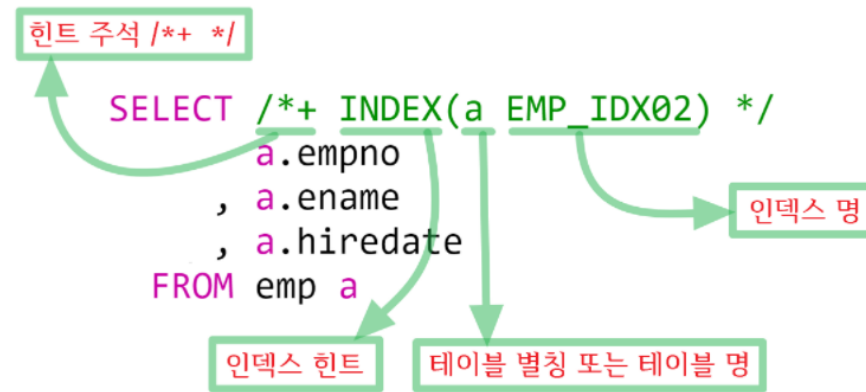 힌트 주석 /*+ */
SELECT /*+ INDEX(a EMP_IDX02) */
a.empno
, a.ename
, a.hiredate
인덱스 명
FROM emp a
인덱스 힌트
테이블 별칭 또는 테이블 명